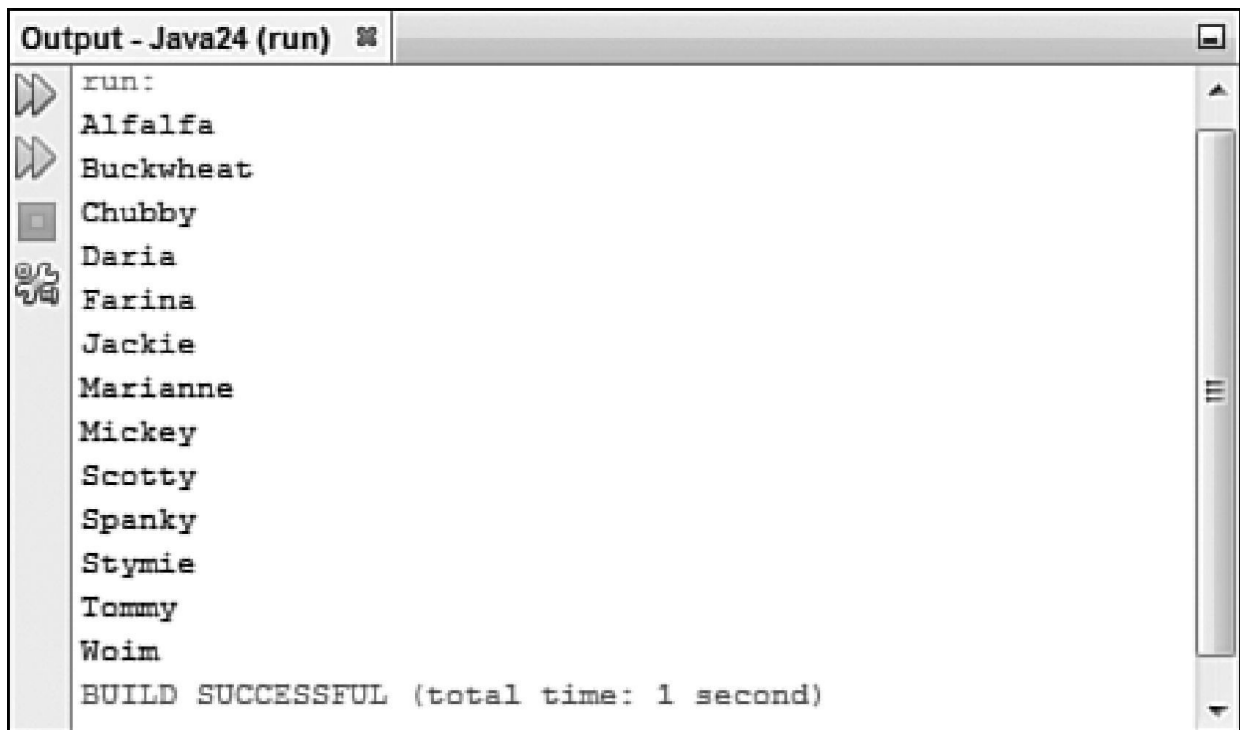 Output - Java24 (run)
run:
Alfalfa
Buckwheat
Chubby
Daria
Farina
Jackie
Marianne
Mickey
Scotty
Spanky
Stymie
Tommy
Woim
BUILD SUCCESSFUL (total time: 1 second)